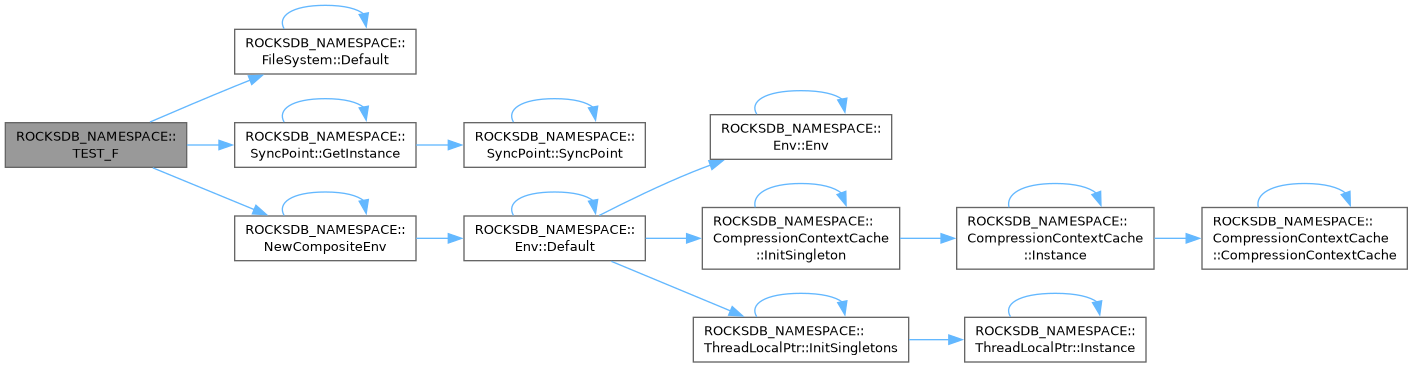 ROCKSDB_NAMESPACE::
FileSystem::Default
ROCKSDB_NAMESPACE::
TEST_F
ROCKSDB_NAMESPACE::
SyncPoint::GetInstance
ROCKSDB_NAMESPACE::
SyncPoint::SyncPoint
ROCKSDB_NAMESPACE::
Env::Env
ROCKSDB_NAMESPACE::
NewCompositeEnv
ROCKSDB_NAMESPACE::
Env::Default
ROCKSDB_NAMESPACE::
CompressionContextCache
::InitSingleton
ROCKSDB_NAMESPACE::
CompressionContextCache
::Instance
ROCKSDB_NAMESPACE::
CompressionContextCache
::CompressionContextCache
ROCKSDB_NAMESPACE::
ThreadLocalPtr::InitSingletons
ROCKSDB_NAMESPACE::
ThreadLocalPtr::Instance